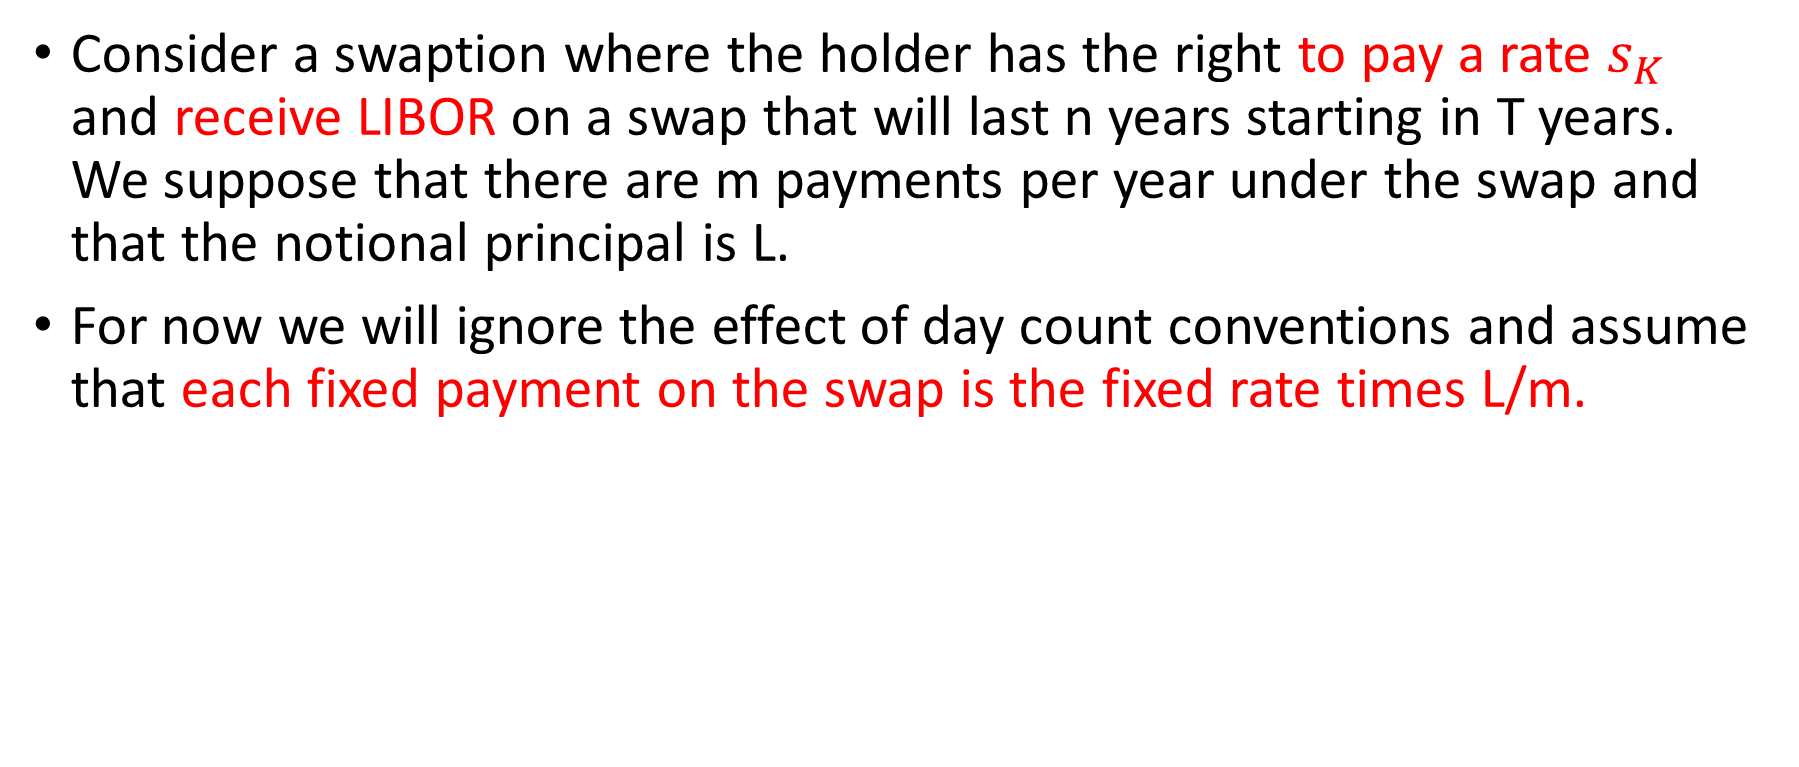 • Consider a swaption where the holder has the right to pay a rate s_K
and receive LIBOR on a swap that will last n years starting in T years.
We suppose that there are m payments per year under the swap and
that the notional principal is L.
• For now we will ignore the effect of day count conventions and assume
that each fixed payment on the swap is the fixed rate times L/m.